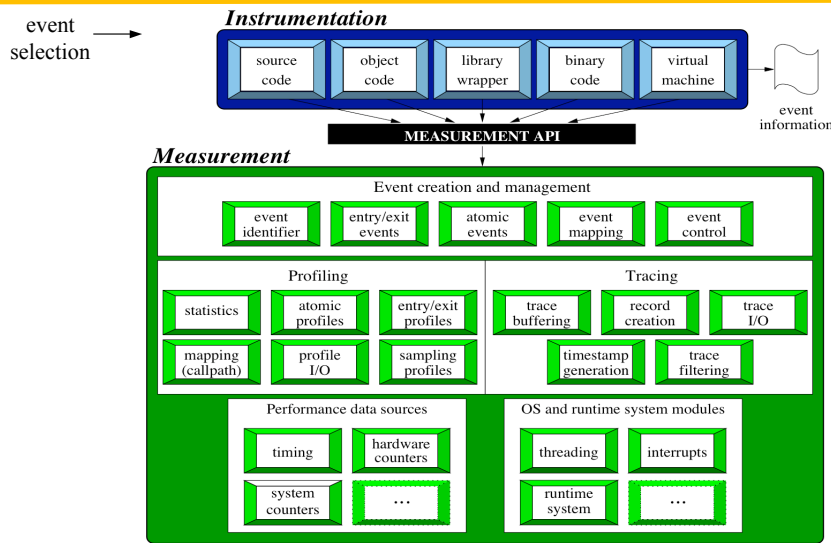 event
selection
Instrumentation
source
code
object
code
library
wrapper
binary
code
virtual
machine
event
information
MEASUREMENT API
Measurement
Event creation and management
event
identifier
entry/exit
events
atomic
events
event
mapping
event
control
Profiling
statistics
atomic
profiles
entry/exit
profiles
mapping
(callpath)
profile
I/O
sampling
profiles
Tracing
trace
buffering
record
creation
trace
I/O
timestamp
generation
trace
filtering
Performance data sources
timing
hardware
counters
system
counters
...
OS and runtime system modules
threading
interrupts
runtime
system
...